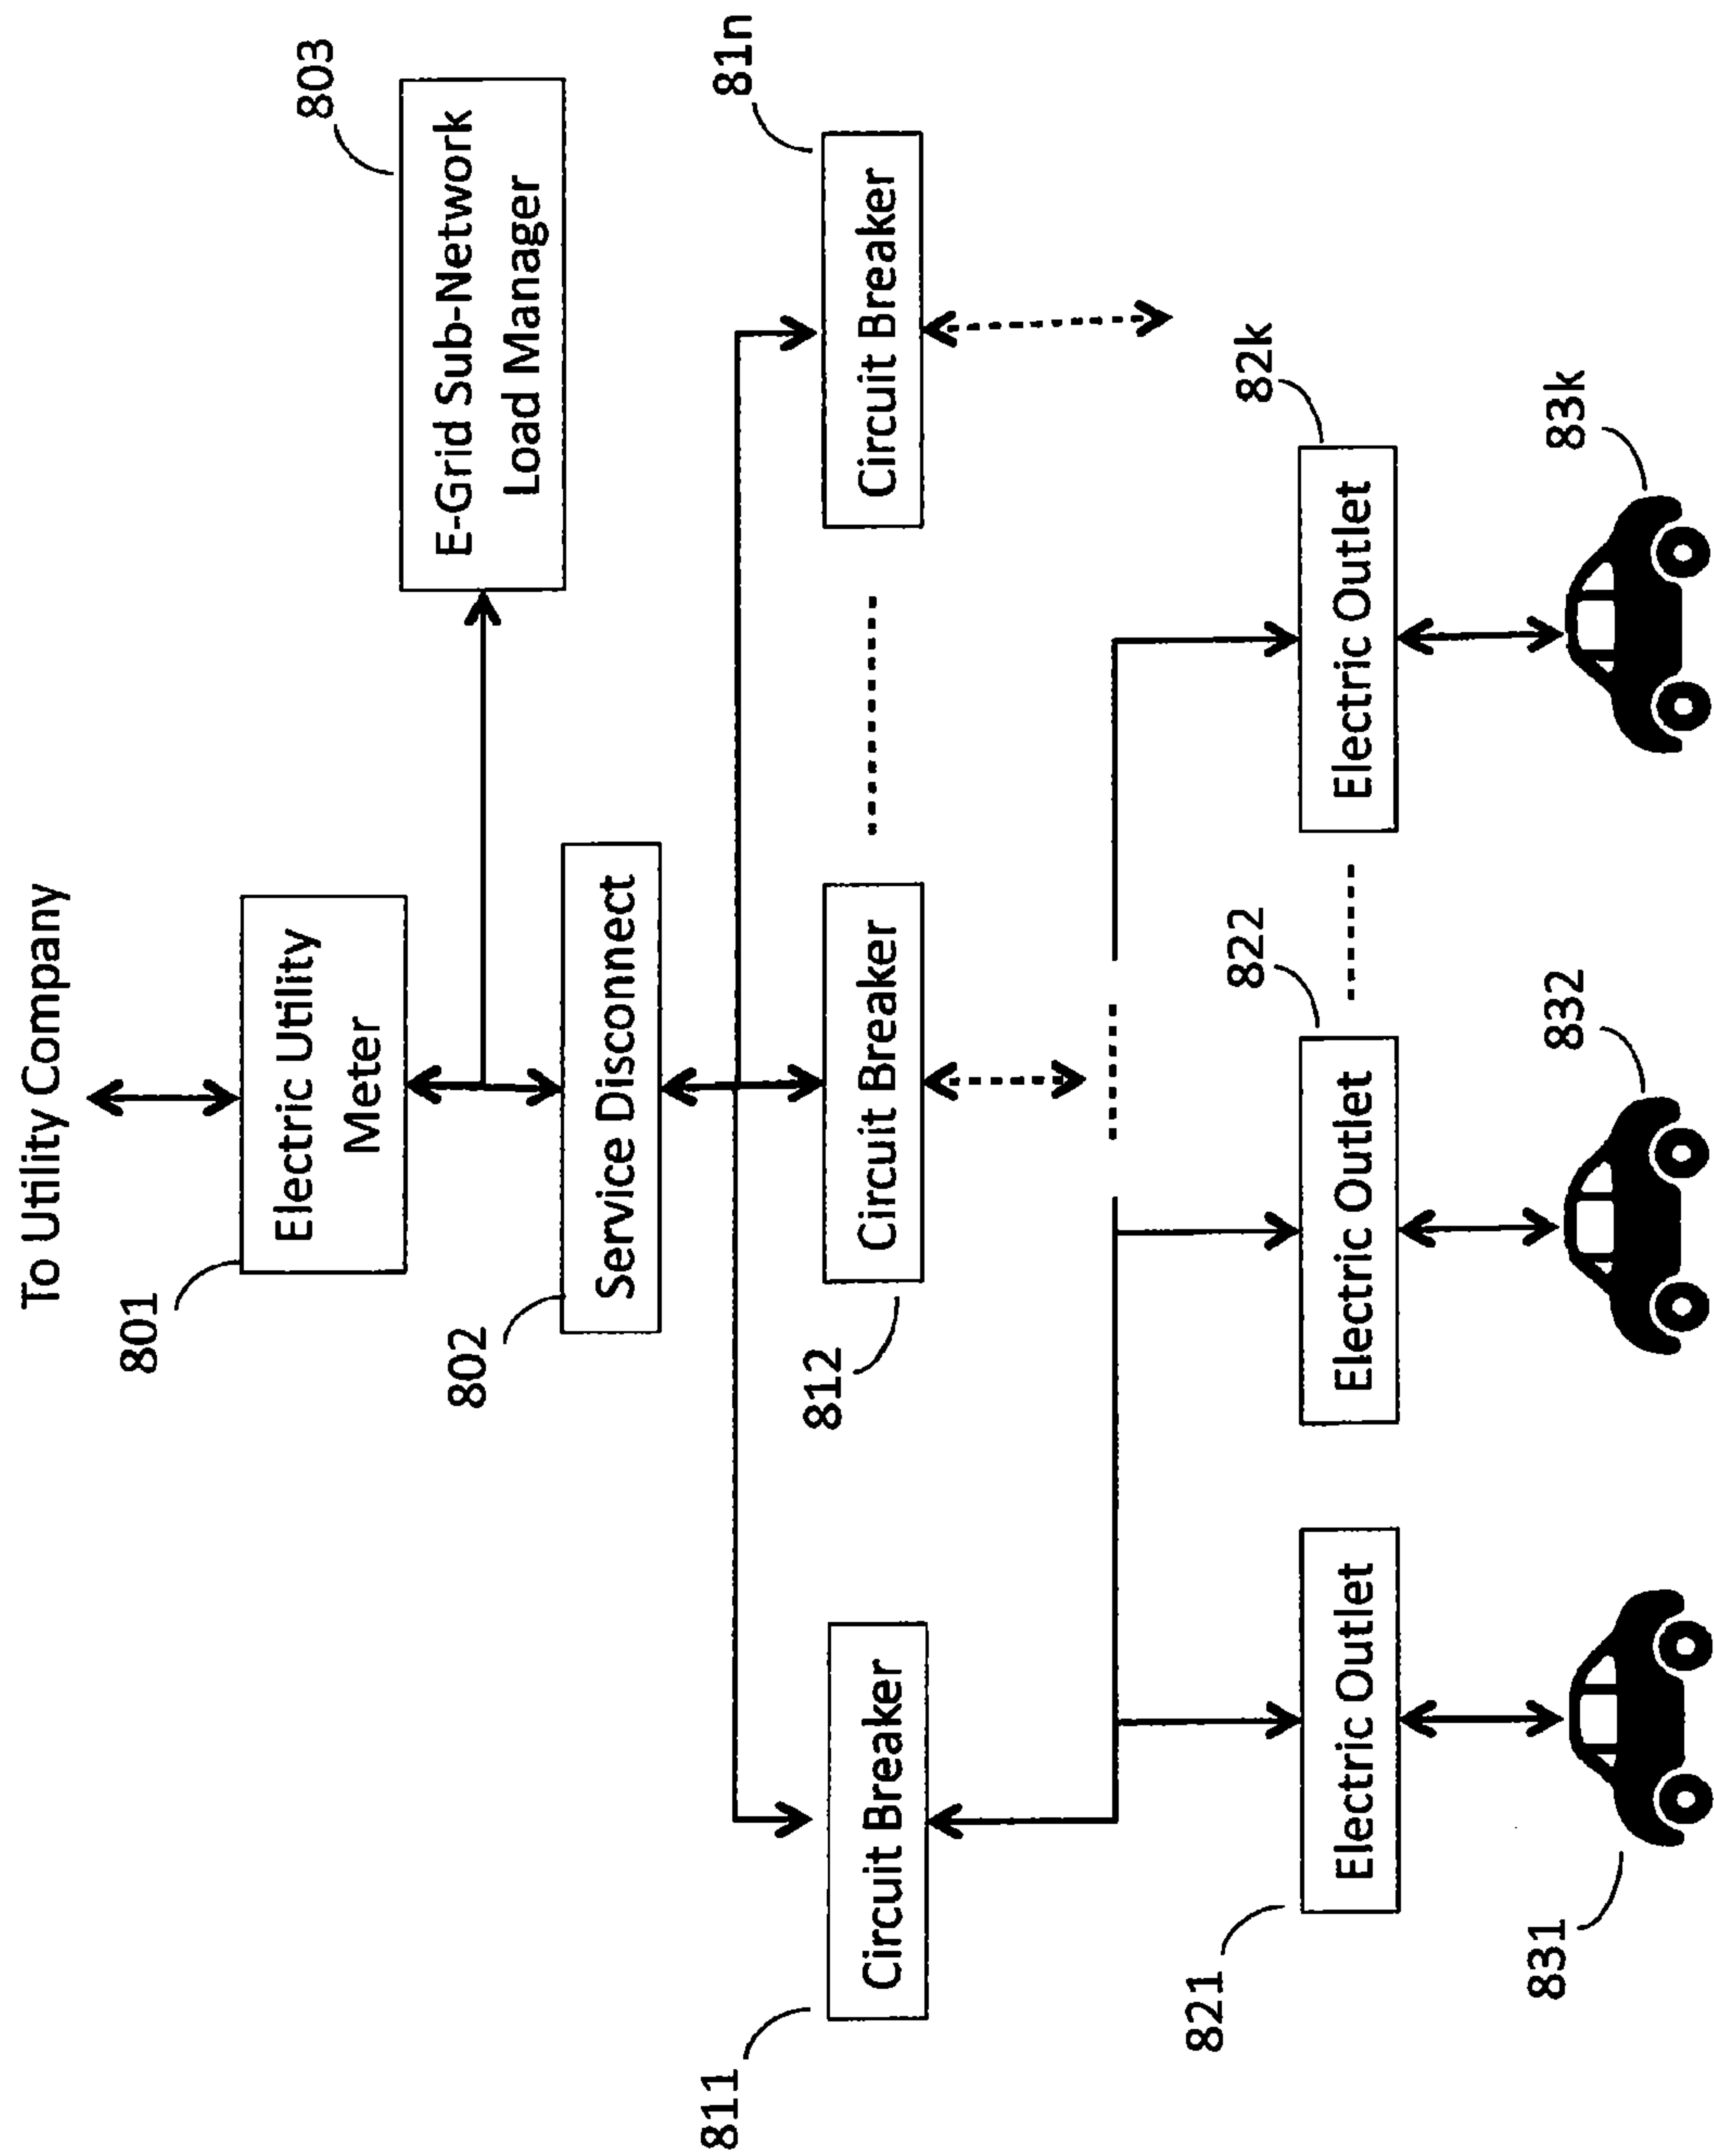 To Utility Company
801
Electric Utility
Meter
803
E-Grid Sub-Network
Load Manager
802
Service Disconnect
811
Circuit Breaker
812
Circuit Breaker
81n
Circuit Breaker
821
Electric Outlet
822
Electric Outlet
82k
Electric Outlet
831
832
83k